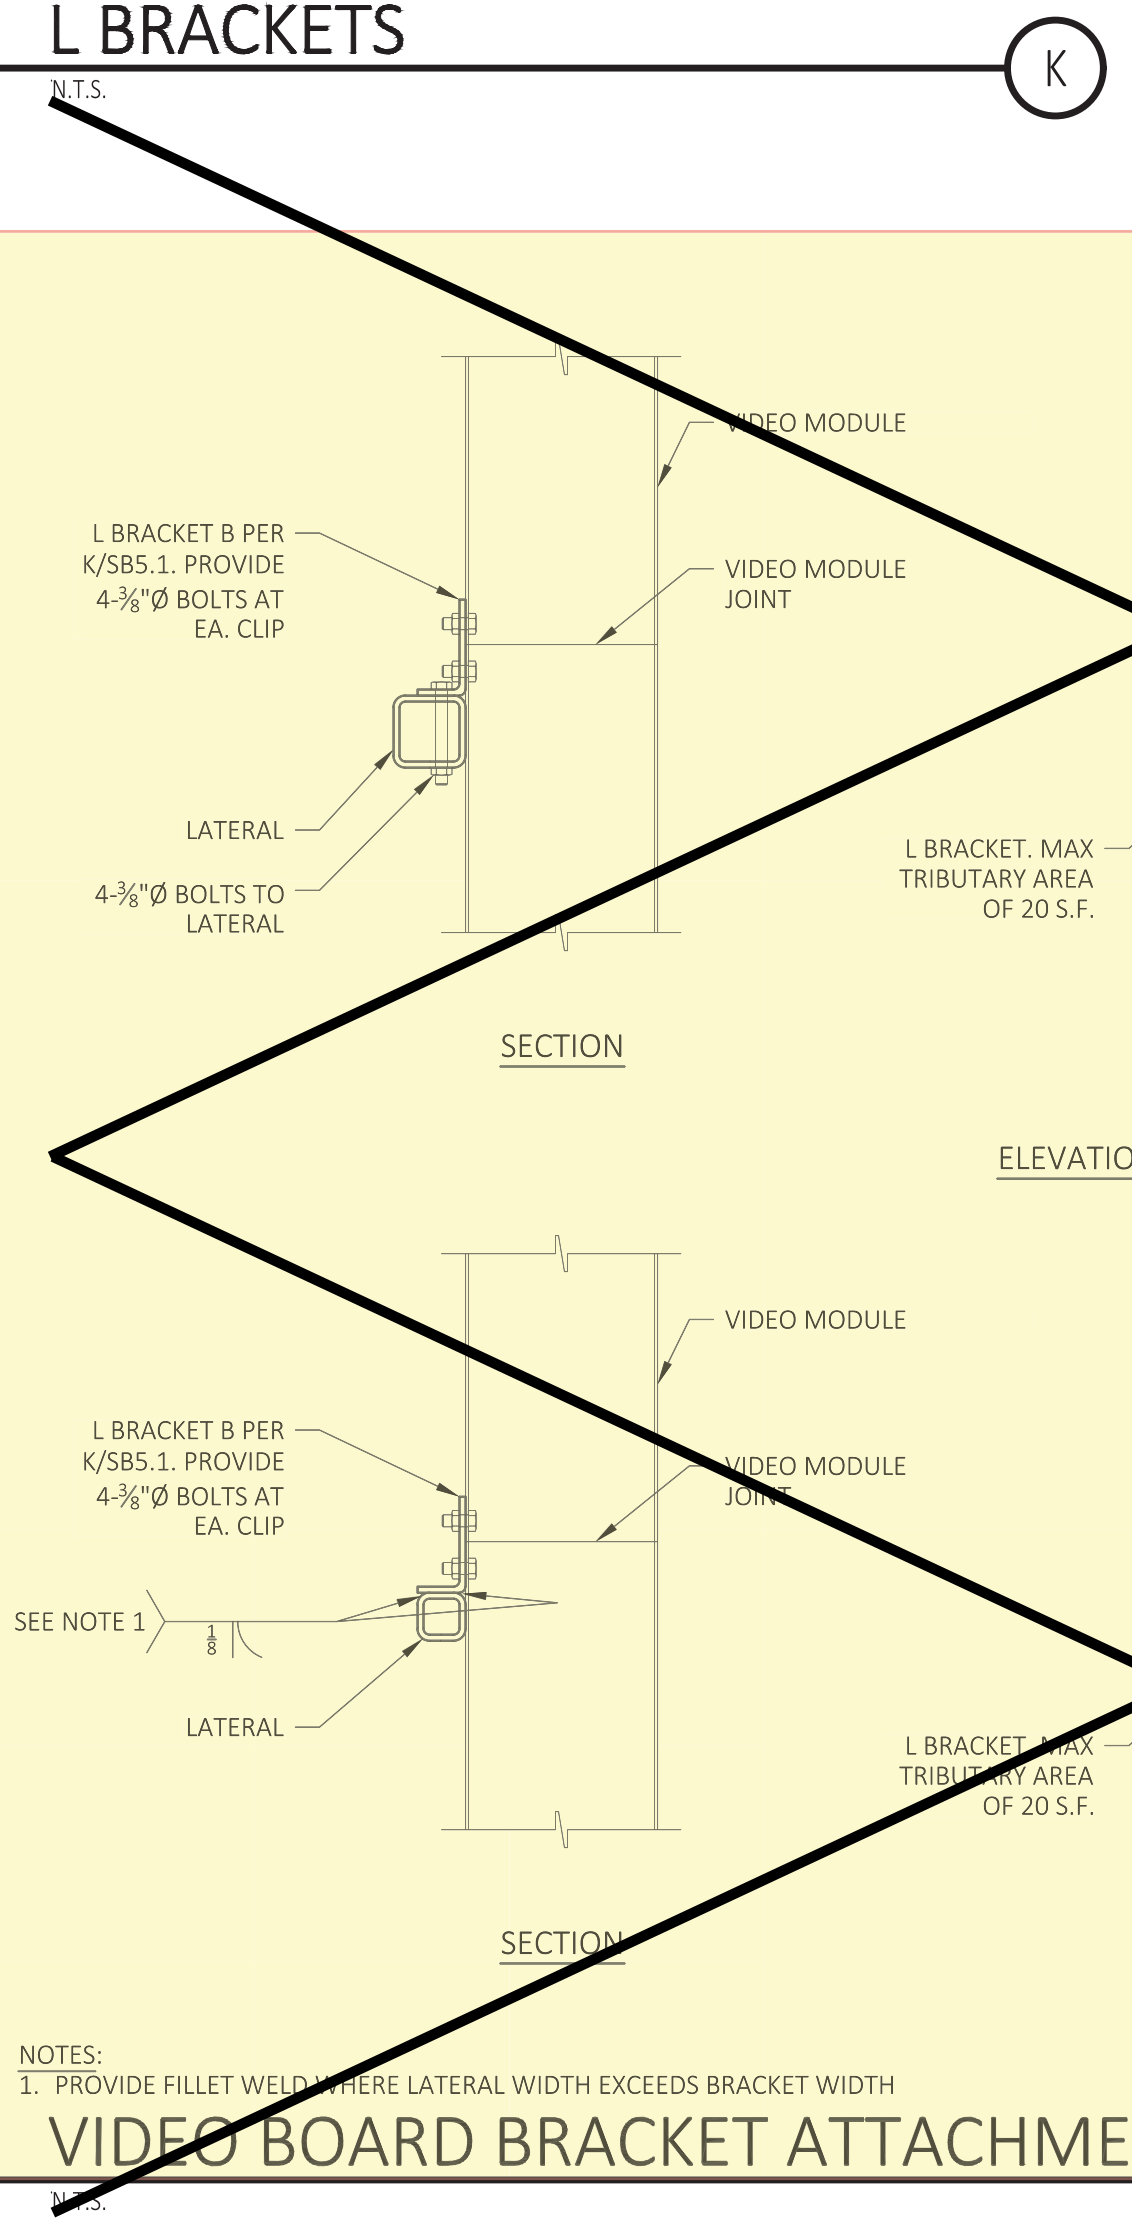 L BRACKETS
K
N.T.S.
VIDEO MODULE
L BRACKET B PER
K/SB5.1. PROVIDE
4-⅜"Ø BOLTS AT
EA. CLIP
VIDEO MODULE
JOINT
LATERAL
4-⅜"Ø BOLTS TO
LATERAL
L BRACKET. MAX
TRIBUTARY AREA
OF 20 S.F.
SECTION
ELEVATIO
VIDEO MODULE
L BRACKET B PER
K/SB5.1. PROVIDE
4-⅜"Ø BOLTS AT
EA. CLIP
VIDEO MODULE
JOINT
SEE NOTE 1
1/8
LATERAL
L BRACKET. MAX
TRIBUTARY AREA
OF 20 S.F.
SECTION
NOTES:
1. PROVIDE FILLET WELD WHERE LATERAL WIDTH EXCEEDS BRACKET WIDTH
VIDEO BOARD BRACKET ATTACHME
N.T.S.